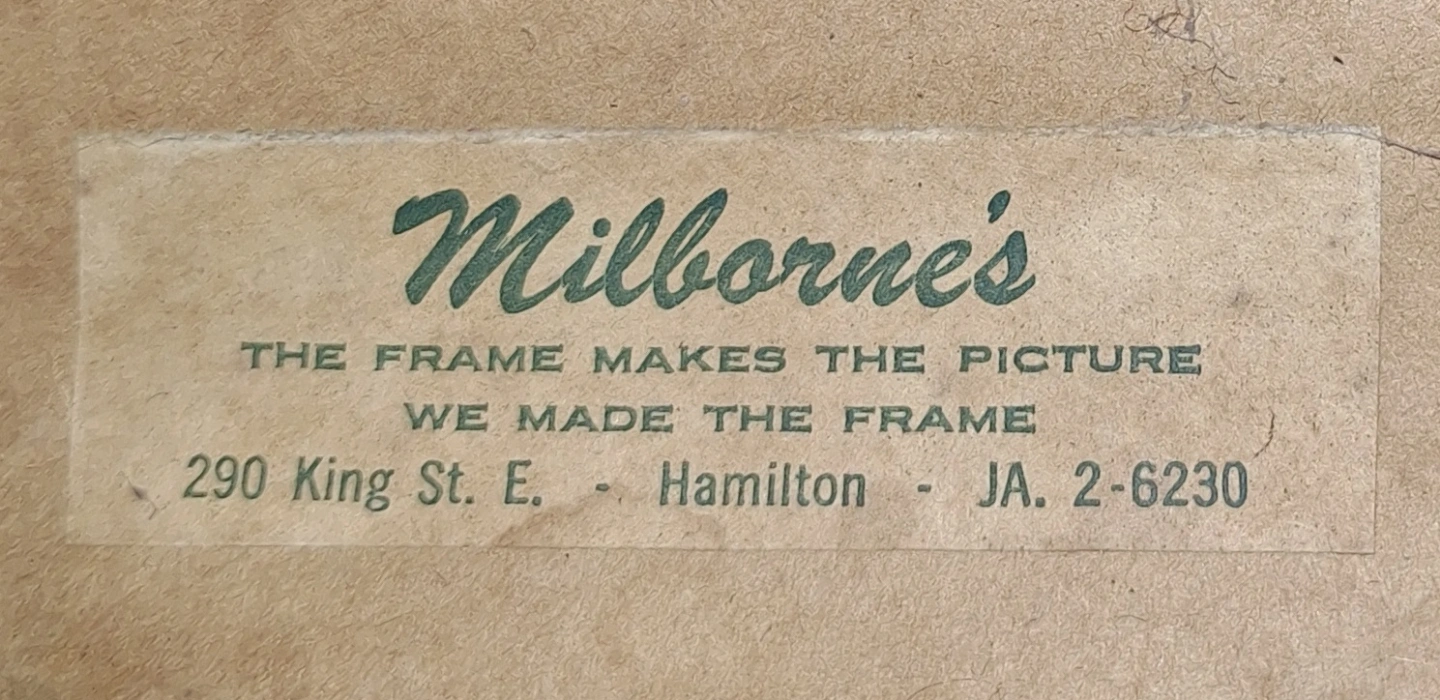 Milborne's
THE FRAME MAKES THE PICTURE
WE MADE THE FRAME
290 King St. E. - Hamilton - JA. 2-6230